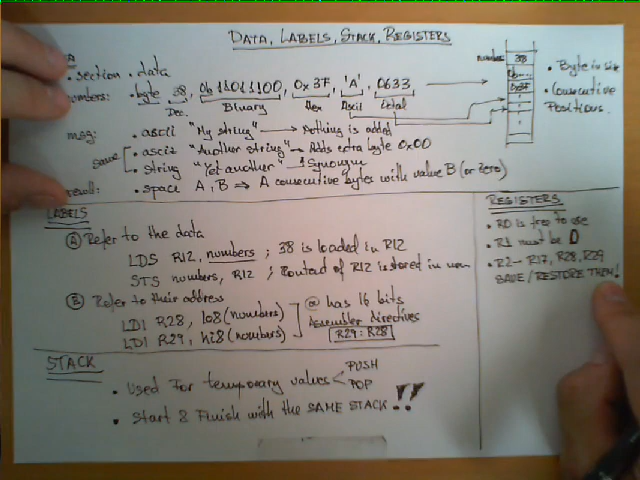 DATA, LABELS, STACK, REGISTERS
.section .data
numbers: .byte 38, 0b11011100, 0x3F, 'A', 0633
Dec. Binary Hex Ascii Octal
numbers 38
0x3F
• Byte in size
• Consecutive Positions.
msg: .ascii "My string" → Nothing is added
same .asciz "Another string" → Adds extra byte 0x00
.string "Yet another" Synonym
result: .space A, B ⇒ A consecutive bytes with value B (or zero)
LABELS
A Refer to the data
LDS R12, numbers ; 38 is loaded in R12
STS numbers, R12 ; Content of R12 is stored in mem
B Refer to their address
LDI R28, lo8(numbers)
LDI R29, hi8(numbers)
@ has 16 bits
Assembler directives
R29:R28
REGISTERS
• R0 is free to use
• R1 must be 0
• R2-R17, R28, R29
SAVE/RESTORE THEM!
STACK
• Used for temporary values < PUSH
POP
• Start & Finish with the SAME STACK !!